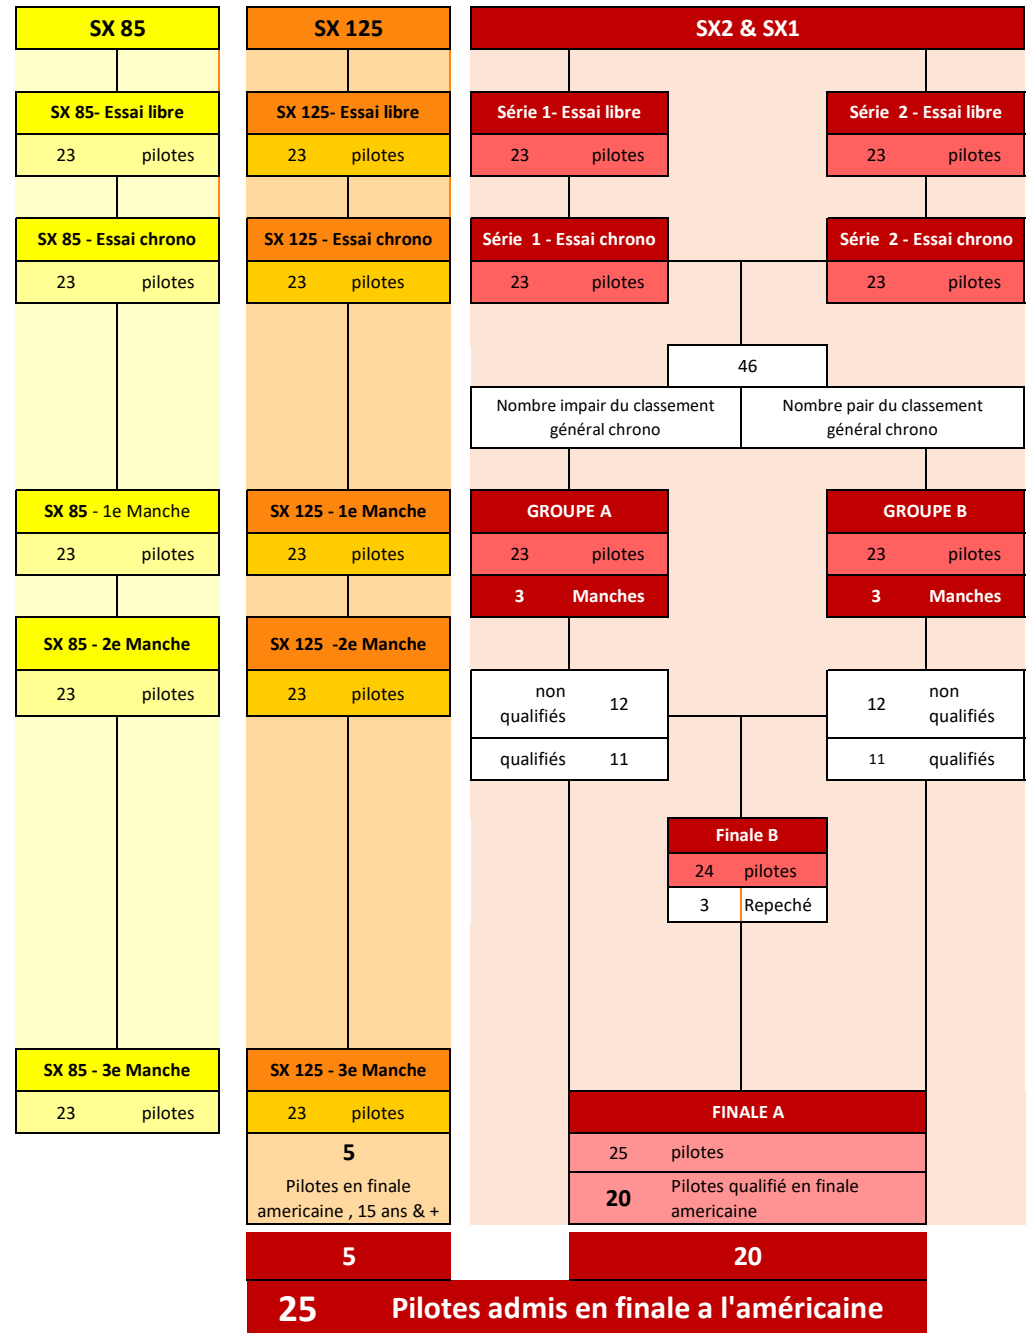 SX 85
SX 125
SX2 & SX1
SX 85- Essai libre
SX 125- Essai libre
Série 1- Essai libre
Série 2 - Essai libre
23 pilotes
23 pilotes
23 pilotes
23 pilotes
SX 85 - Essai chrono
SX 125 - Essai chrono
Série 1 - Essai chrono
Série 2 - Essai chrono
23 pilotes
23 pilotes
23 pilotes
23 pilotes
46
Nombre impair du classement
général chrono
Nombre pair du classement
général chrono
SX 85 - 1e Manche
SX 125 - 1e Manche
GROUPE A
GROUPE B
23 pilotes
23 pilotes
23 pilotes
23 pilotes
3 Manches
3 Manches
SX 85 - 2e Manche
SX 125 -2e Manche
23 pilotes
23 pilotes
non
qualifiés 12
12 non
qualifiés
qualifiés 11
11 qualifiés
Finale B
24 pilotes
3 Repeché
SX 85 - 3e Manche
SX 125 - 3e Manche
23 pilotes
23 pilotes
FINALE A
5
Pilotes en finale
americaine , 15 ans & +
25 pilotes
20 Pilotes qualifié en finale
americaine
5
20
25 Pilotes admis en finale a l'américaine